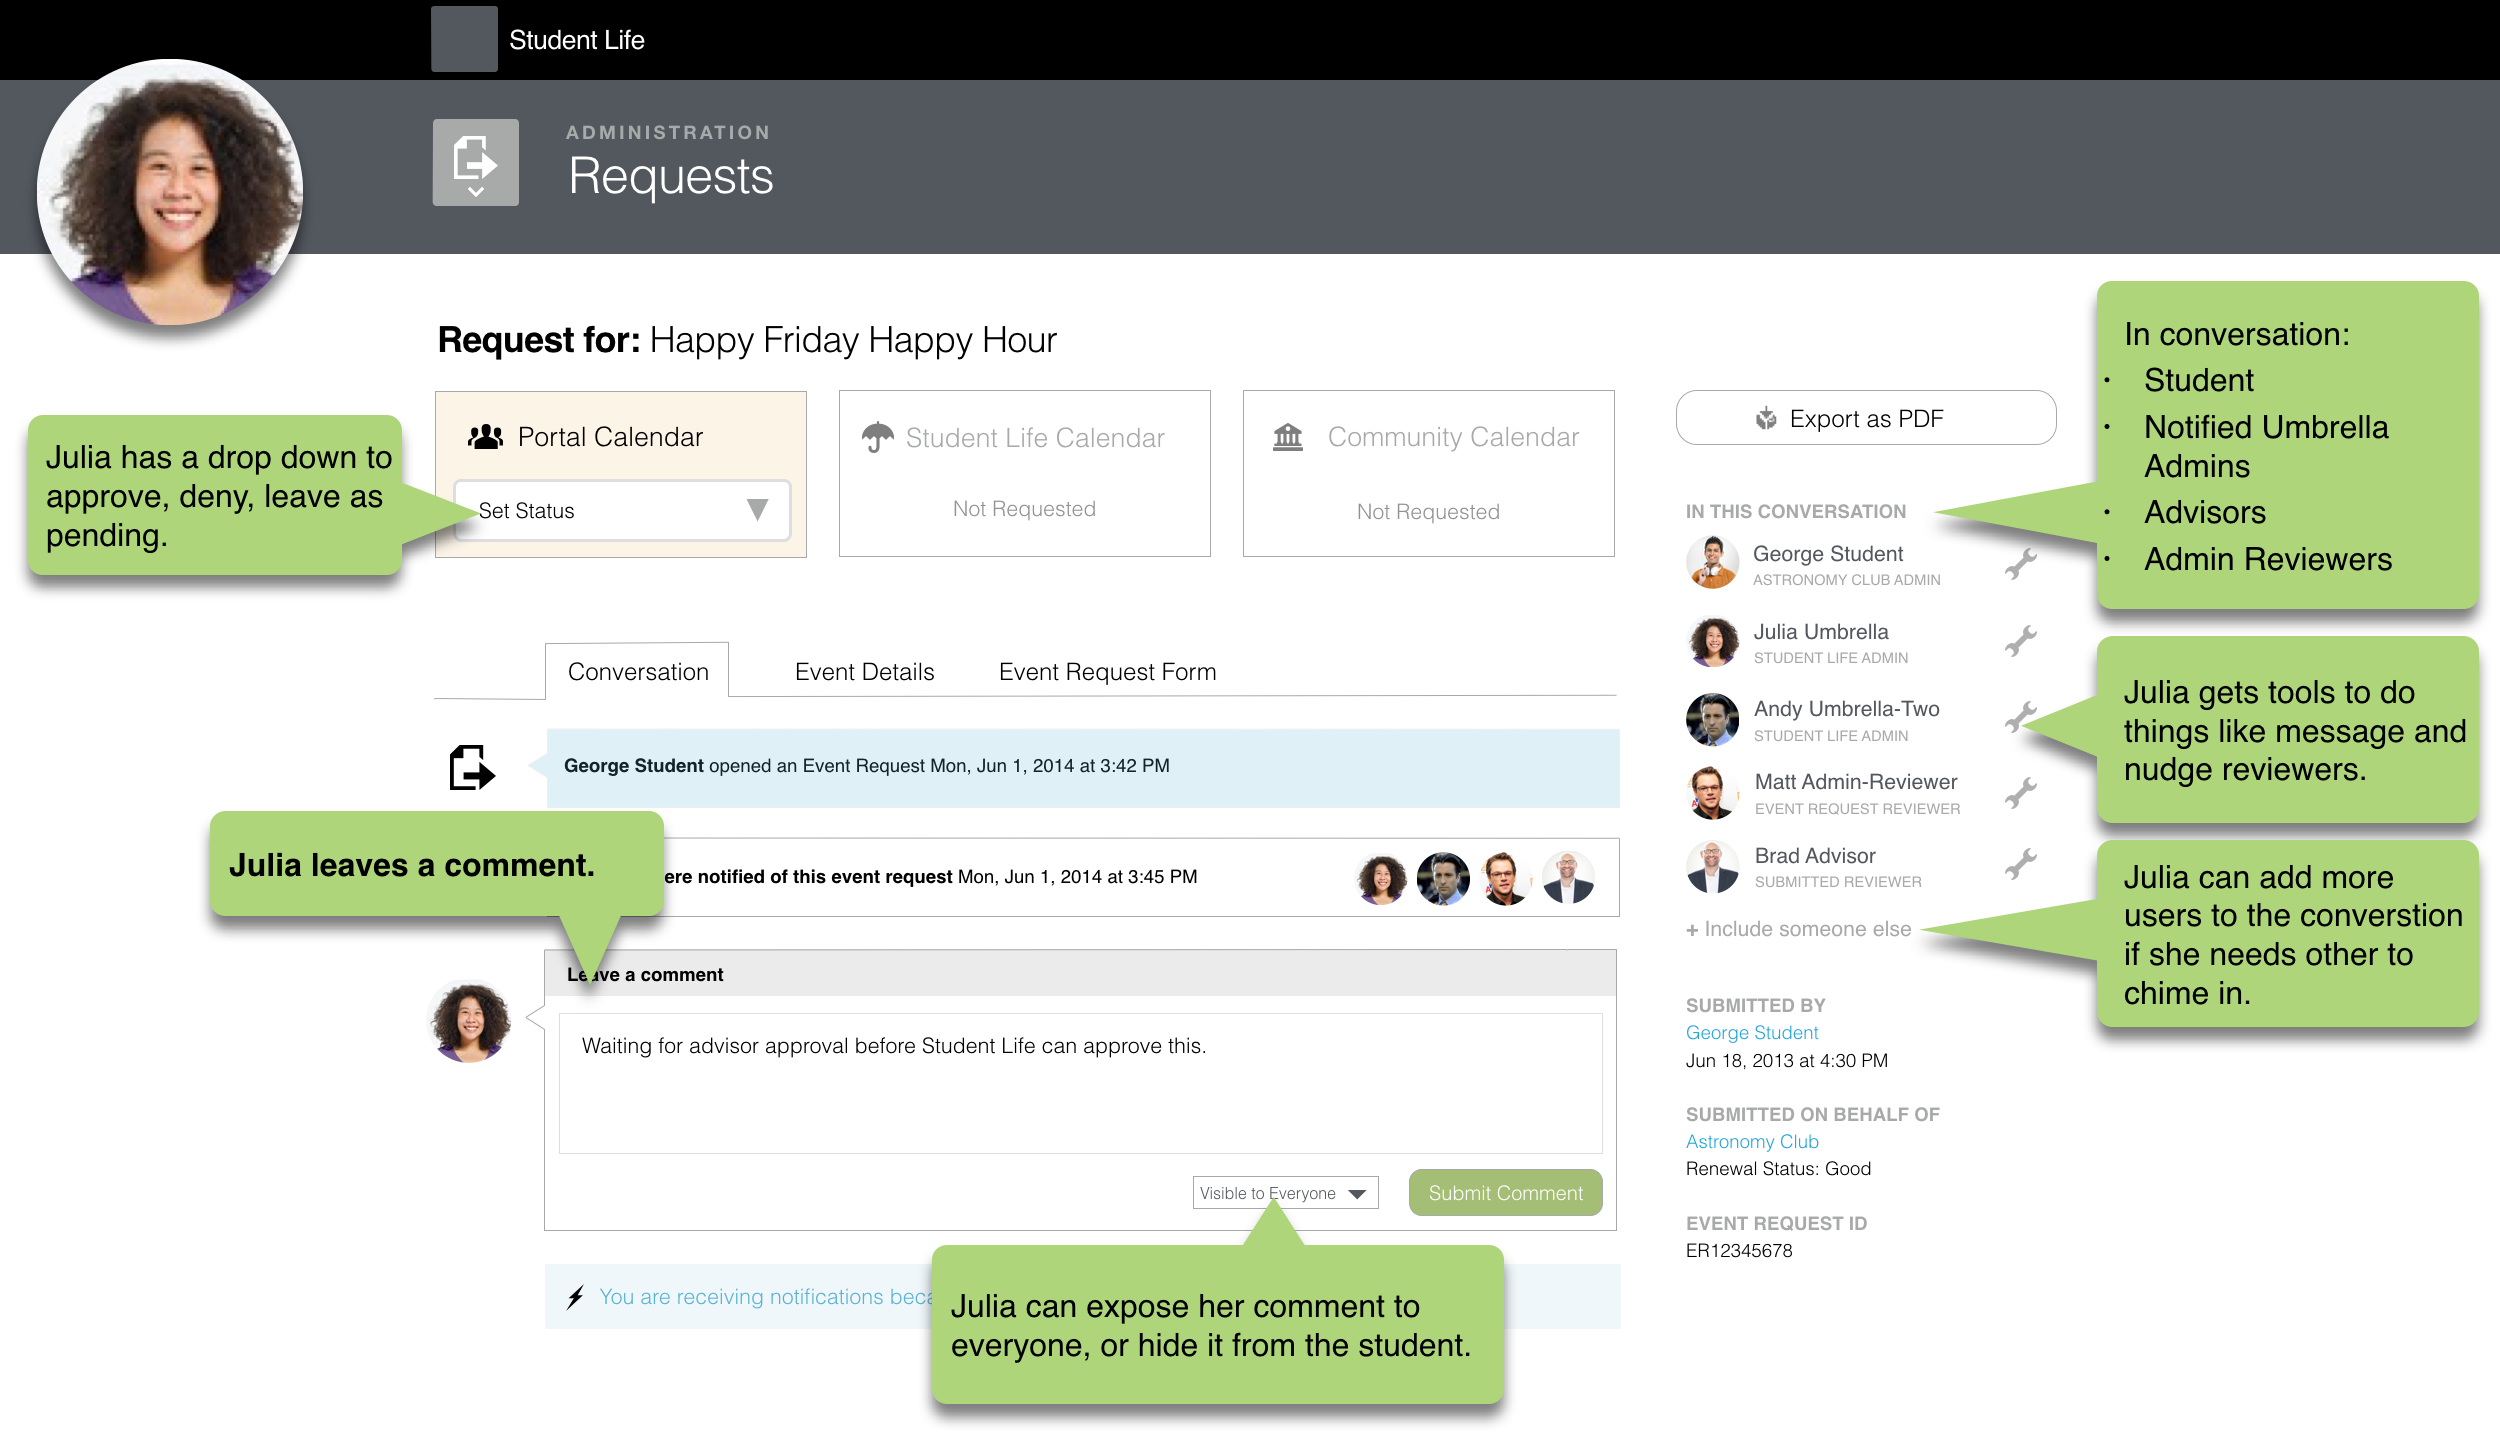 Student Life
ADMINISTRATION
Requests
Request for: Happy Friday Happy Hour
Portal Calendar
Set Status
Student Life Calendar
Not Requested
Community Calendar
Not Requested
Julia has a drop down to
approve, deny, leave as
pending.
Conversation
Event Details
Event Request Form
George Student opened an Event Request Mon, Jun 1, 2014 at 3:42 PM
Julia leaves a comment.
notified of this event request Mon, Jun 1, 2014 at 3:45 PM
Leave a comment
Waiting for advisor approval before Student Life can approve this.
Visible to Everyone
Submit Comment
You are receiving notifications
Julia can expose her comment to
everyone, or hide it from the student.
Export as PDF
IN THIS CONVERSATION
George Student
ASTRONOMY CLUB ADMIN
Julia Umbrella
STUDENT LIFE ADMIN
Andy Umbrella-Two
STUDENT LIFE ADMIN
Matt Admin-Reviewer
EVENT REQUEST REVIEWER
Brad Advisor
SUBMITTED REVIEWER
+ Include someone else
SUBMITTED BY
George Student
Jun 18, 2013 at 4:30 PM
SUBMITTED ON BEHALF OF
Astronomy Club
Renewal Status: Good
EVENT REQUEST ID
ER12345678
In conversation:
• Student
• Notified Umbrella
Admins
• Advisors
• Admin Reviewers
Julia gets tools to do
things like message and
nudge reviewers.
Julia can add more
users to the converstion
if she needs other to
chime in.